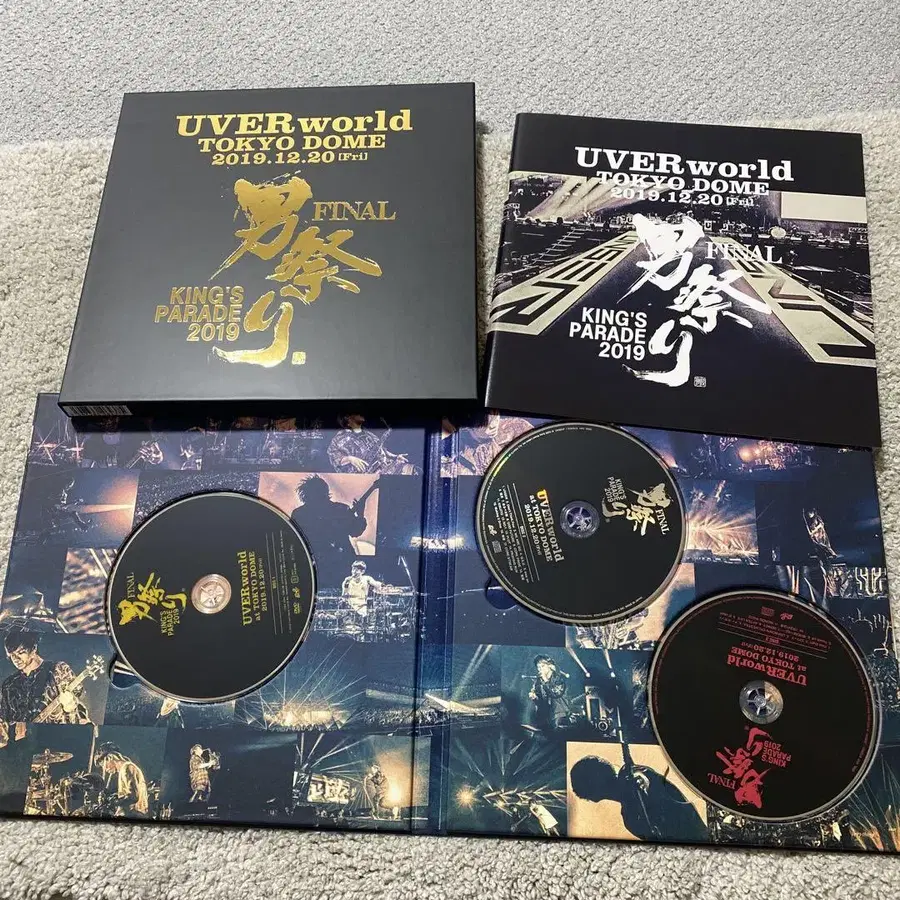 UVERworld
TOKYO DOME
2019.12.20 [Fri]
男祭り
FINAL
KING'S
PARADE
2019
UVERworld
TOKYO DOME
2019.12.20 [Fri]
男祭り
FINAL
KING'S
PARADE
2019
FINAL
男祭り
KING'S
PARADE
2019
UVERworld
at TOKYO DOME
2019.12.20
FINAL
男祭り
KING'S
PARADE
2019
UVERworld
at TOKYO DOME
2019.12.20
UVERworld
at TOKYO DOME
2019.12.20
FINAL
男祭り
KING'S
PARADE
2019